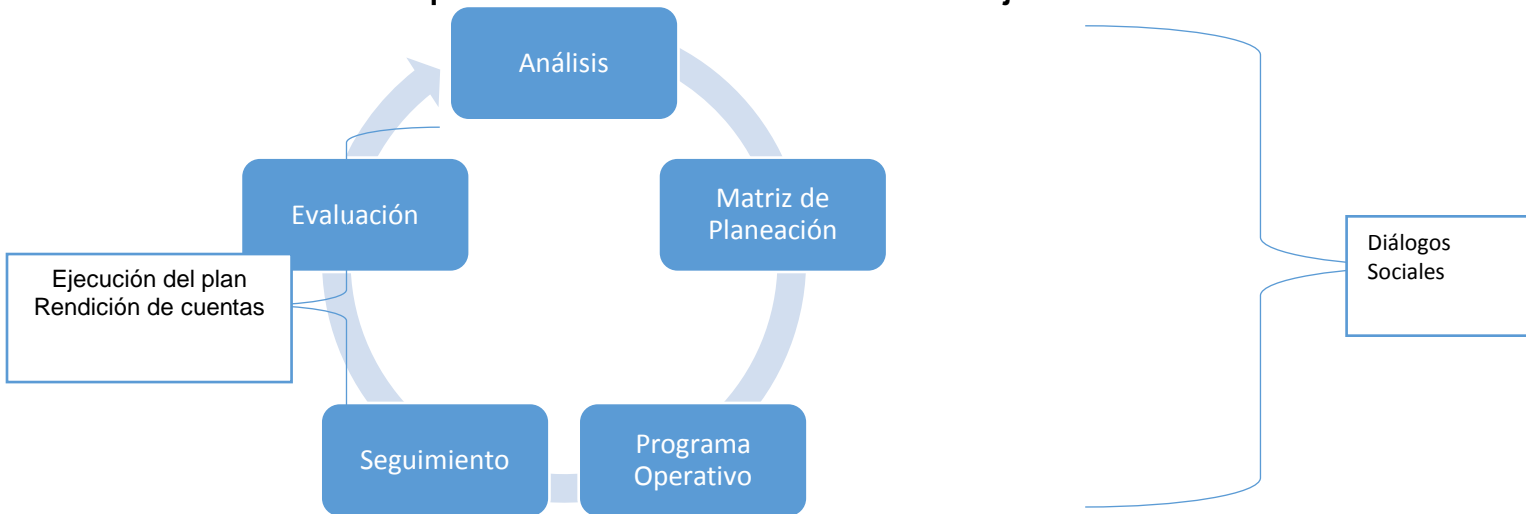 Análisis
Matriz de
Planeación
Evaluación
Diálogos
Sociales
Ejecución del plan
Rendición de cuentas
Programa
Operativo
Seguimiento